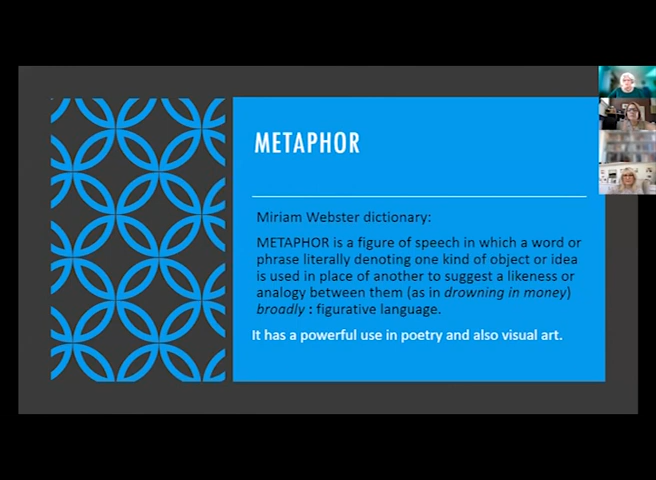 METAPHOR
Miriam Webster dictionary:
METAPHOR is a figure of speech in which a word or
phrase literally denoting one kind of object or idea
is used in place of another to suggest a likeness or
analogy between them (as in drowning in money)
broadly : figurative language.
It has a powerful use in poetry and also visual art.